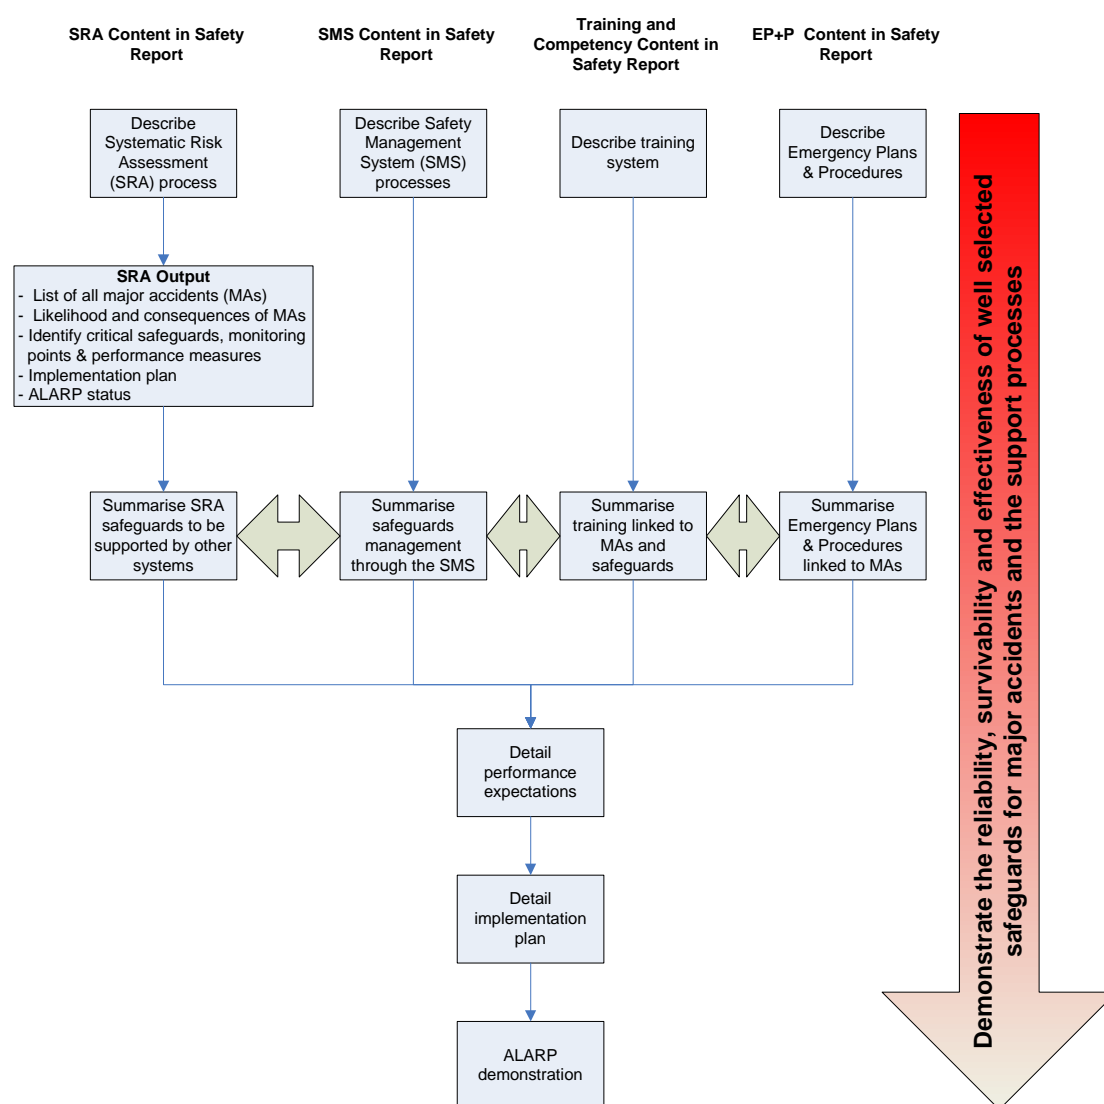 SRA Content in Safety
Report
SMS Content in Safety
Report
Training and
Competency Content in
Safety Report
EP+P  Content in Safety
Report
Describe
Systematic Risk
Assessment
(SRA) process
Describe Safety
Management
System (SMS)
processes
Describe training
system
Describe
Emergency Plans
& Procedures
SRA Output
-  List of all major accidents (MAs)
-  Likelihood and consequences of MAs
- Identify critical safeguards, monitoring
points & performance measures
- Implementation plan
- ALARP status
Summarise SRA
safeguards to be
supported by other
systems
Summarise
safeguards
management
through the SMS
Summarise
training linked to
MAs and
safeguards
Summarise
Emergency Plans
& Procedures
linked to MAs
Detail
performance
expectations
Detail
implementation
plan
ALARP
demonstration
Demonstrate the reliability, survivability and effectiveness of well selected
safeguards for major accidents and the support processes